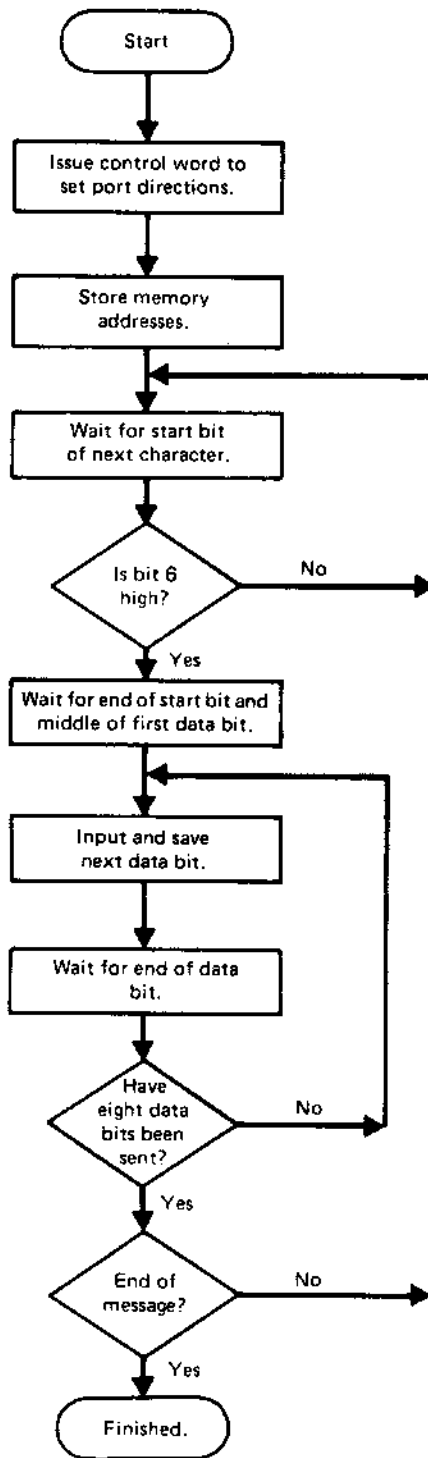 Start
Issue control word to
set port directions.
Store memory
addresses.
Wait for start bit
of next character.
Is bit 6
high?
No
Yes
Wait for end of start bit and
middle of first data bit.
Input and save
next data bit.
Wait for end of data
bit.
Have
eight data
bits been
sent?
No
Yes
End of
message?
No
Yes
Finished.